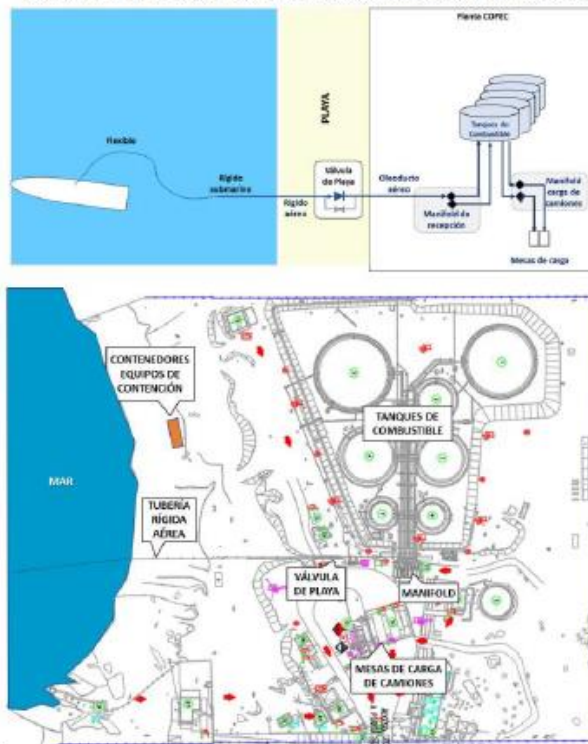 Planta COPEC
PLAYA
Flexible
Rígido
submarino
Rígido
aéreo
Válvula
de Playa
Oleoducto
aéreo
Manifold de
recepción
Tanques de
Combustible
Manifold
carga de
camiones
Mesas de carga
CONTENEDORES
EQUIPOS DE
CONTENCIÓN
TANQUES DE
COMBUSTIBLE
MAR
TUBERÍA
RÍGIDA
AÉREA
VÁLVULA
DE PLAYA
MANIFOLD
MESAS DE CARGA
DE CAMIONES